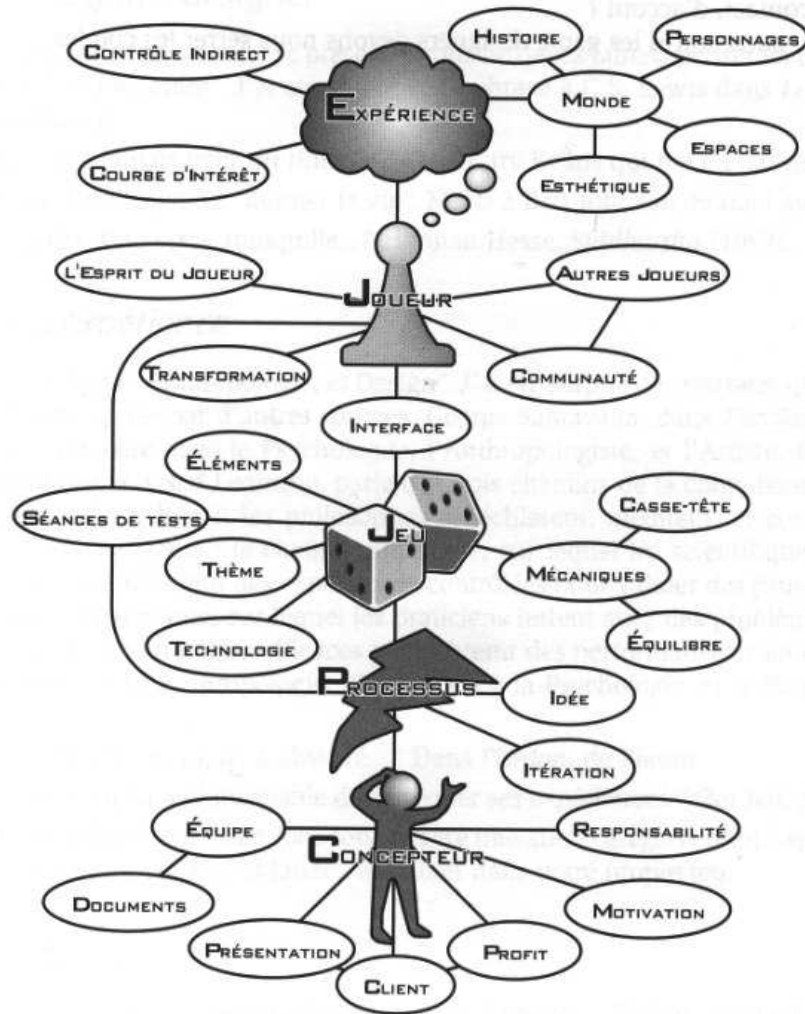 HISTOIRE
PERSONNAGES
CONTRÔLE INDIRECT
EXPÉRIENCE
MONDE
ESPACES
COURBE D'INTÉRÊT
ESTHÉTIQUE
L'ESPRIT DU JOUEUR
JOUEUR
AUTRES JOUEURS
TRANSFORMATION
COMMUNAUTÉ
INTERFACE
ÉLÉMENTS
CASSE-TÊTE
SÉANCES DE TESTS
JEU
THÈME
MÉCANIQUES
TECHNOLOGIE
ÉQUILIBRE
PROCESSUS
IDÉE
ITÉRATION
ÉQUIPE
RESPONSABILITÉ
CONCEPTEUR
DOCUMENTS
MOTIVATION
PRÉSENTATION
PROFIT
CLIENT